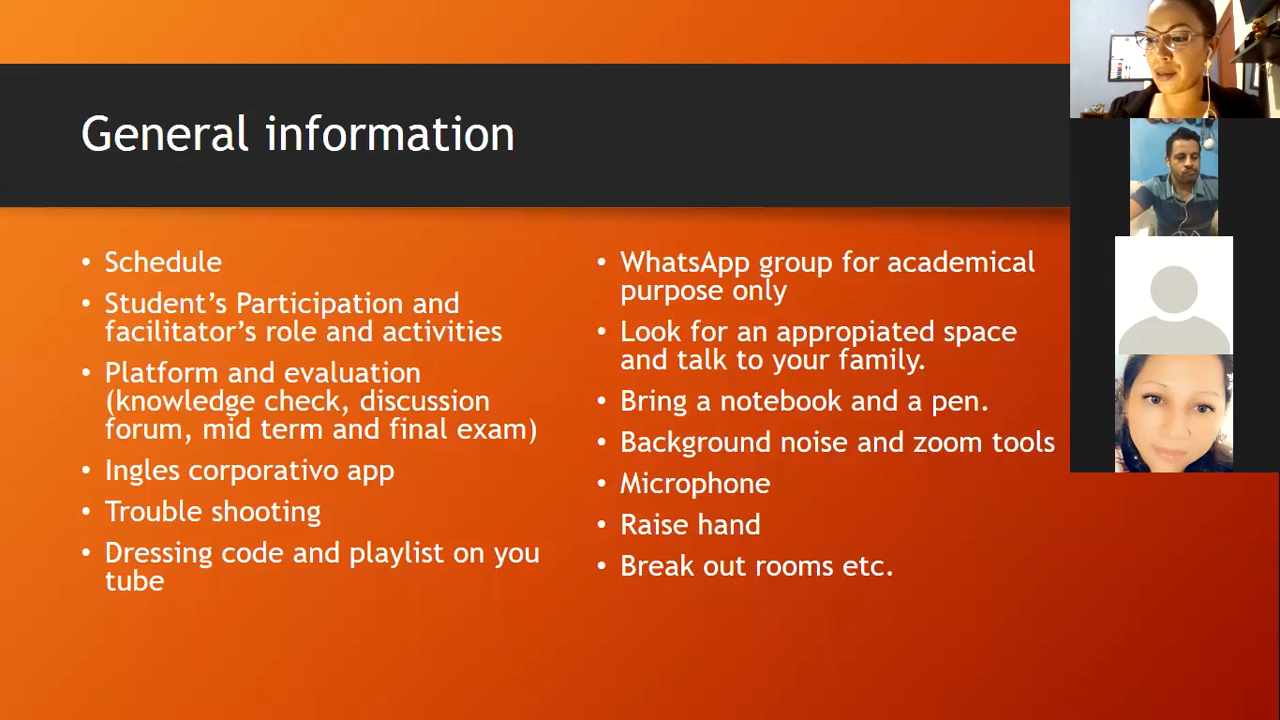 General information
• Schedule
• Student’s Participation and
facilitator’s role and activities
• Platform and evaluation
(knowledge check, discussion
forum, mid term and final exam)
• Ingles corporativo app
• Trouble shooting
• Dressing code and playlist on you
tube
• WhatsApp group for academical
purpose only
• Look for an appropiated space
and talk to your family.
• Bring a notebook and a pen.
• Background noise and zoom tools
• Microphone
• Raise hand
• Break out rooms etc.